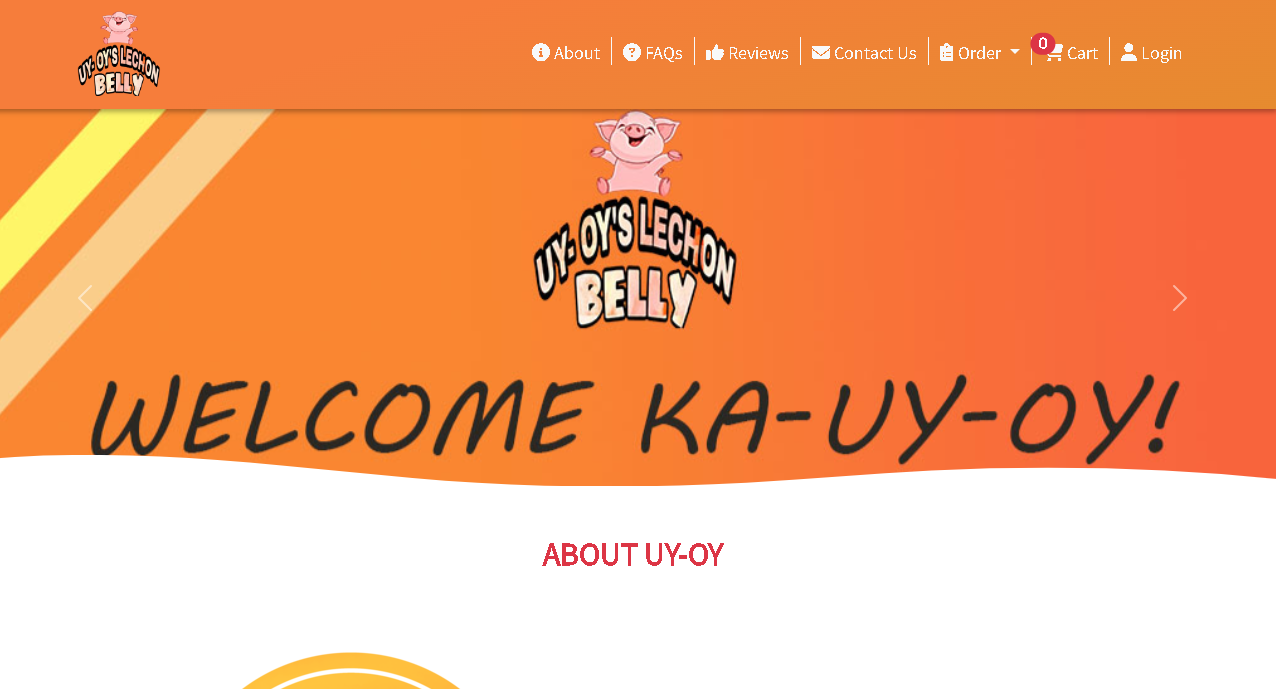 UY-OY'S LECHON
BELLY
About
FAQs
Reviews
Contact Us
Order
0
Cart
Login
UY-OY'S LECHON
BELLY
WELCOME KA-UY-OY!
ABOUT UY-OY